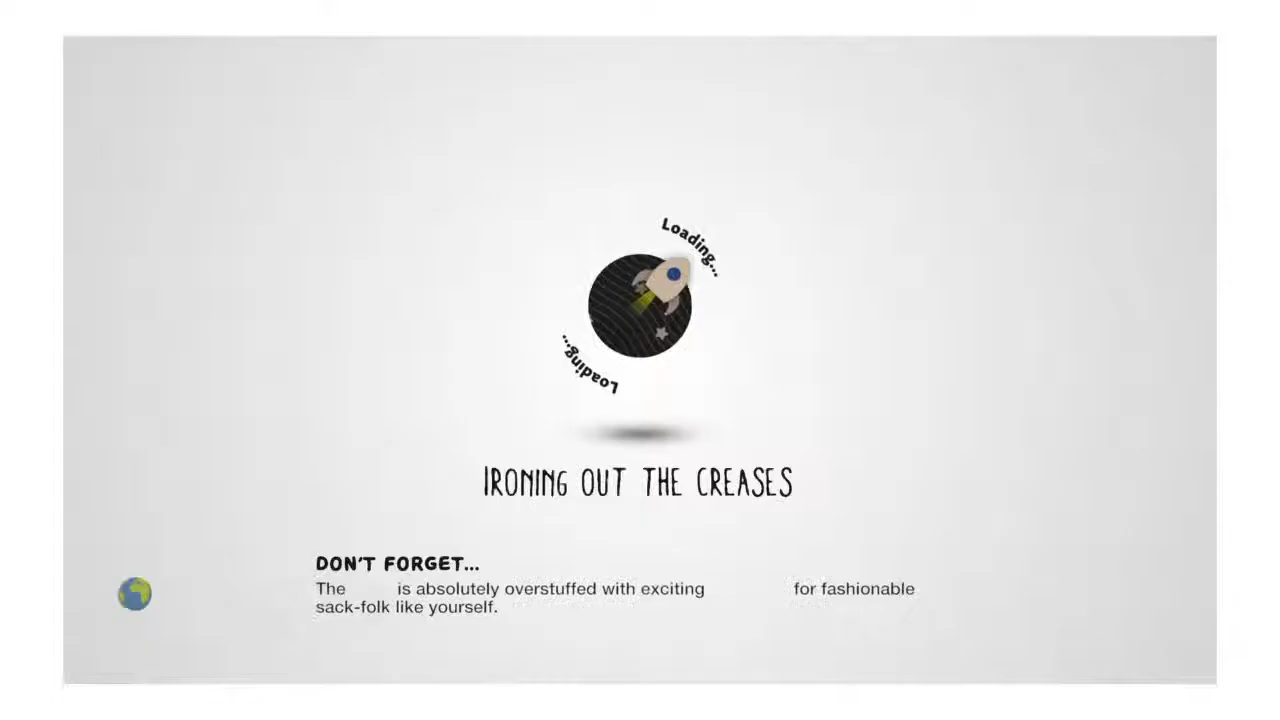 Loading...
Loading...
IRONING OUT THE CREASES
DON'T FORGET...
The is absolutely overstuffed with exciting for fashionable
sack-folk like yourself.